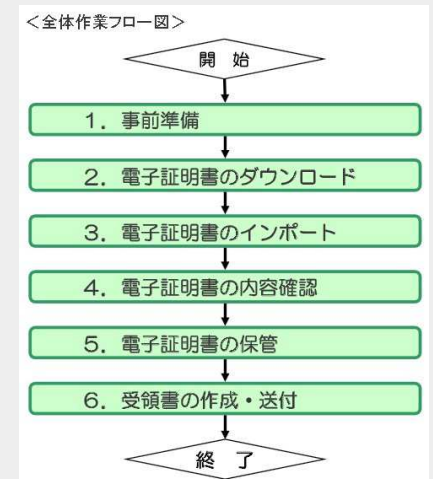 ＜全体作業フロー図＞
開 始
1．事前準備
2．電子証明書のダウンロード
3．電子証明書のインポート
4．電子証明書の内容確認
5．電子証明書の保管
6．受領書の作成・送付
終 了